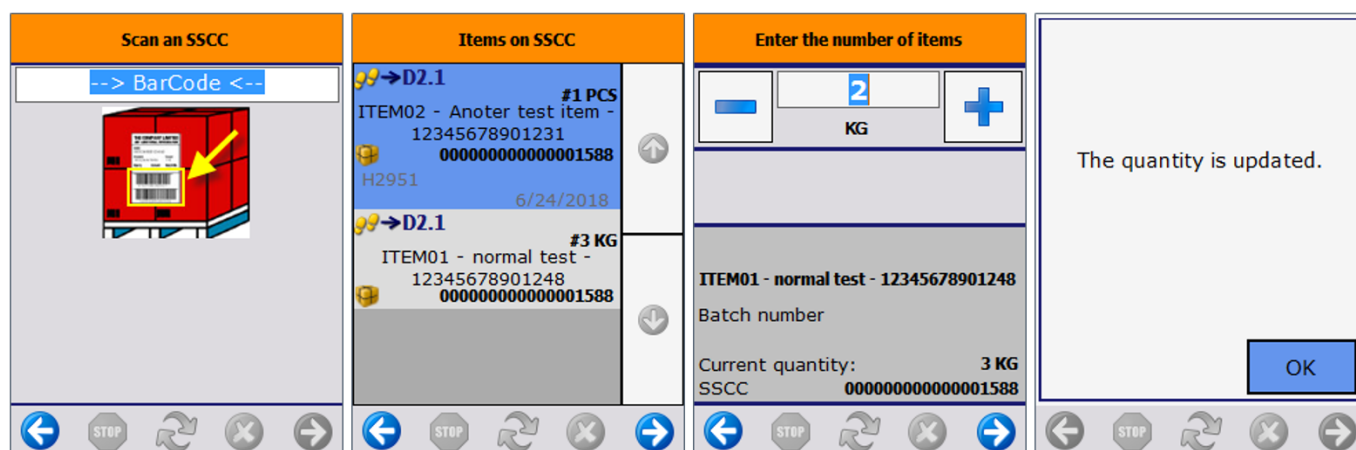 Scan an SSCC
--> BarCode <--
STOP
Items on SSCC
D2.1
#1 PCS
ITEM02 - Anoter test item -
12345678901231
000000000000001588
H2951
6/24/2018
D2.1
#3 KG
ITEM01 - normal test -
12345678901248
000000000000001588
STOP
Enter the number of items
2
KG
ITEM01 - normal test - 12345678901248
Batch number
Current quantity: 3 KG
SSCC 000000000000001588
STOP
The quantity is updated.
OK
STOP